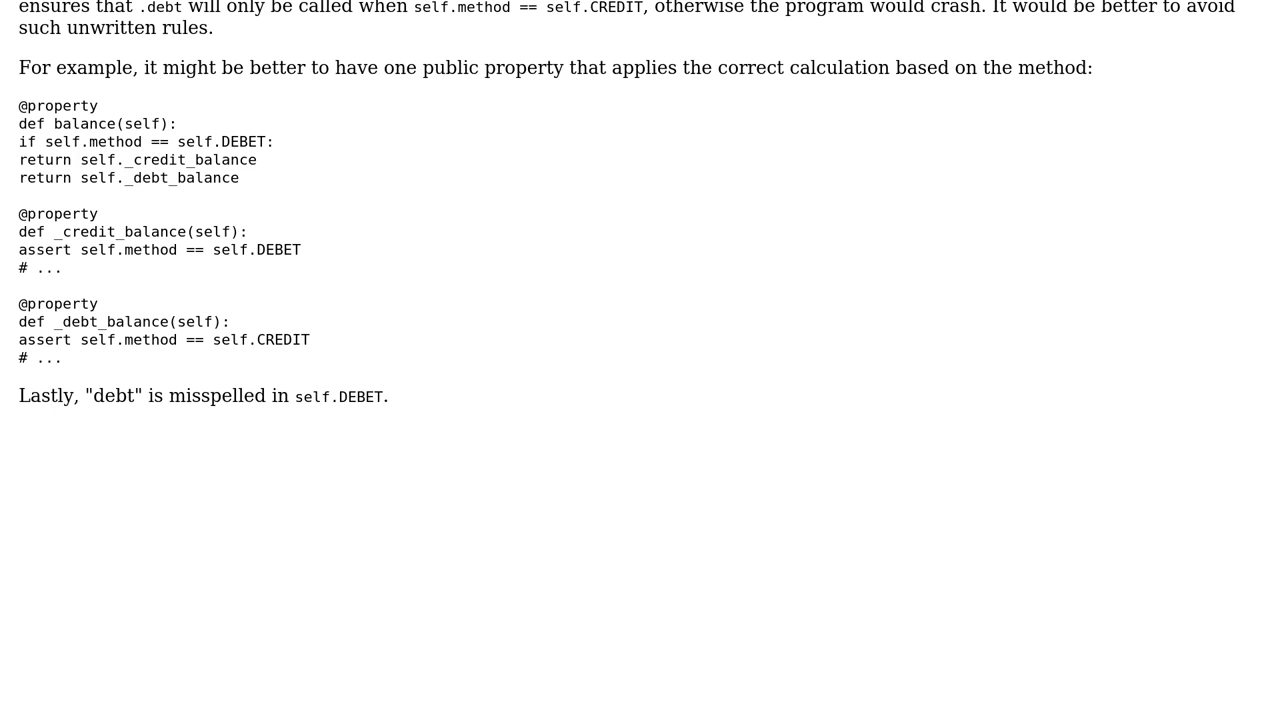 ensures that .debt will only be called when self.method == self.CREDIT, otherwise the program would crash. It would be better to avoid
such unwritten rules.
For example, it might be better to have one public property that applies the correct calculation based on the method:
@property
def balance(self):
if self.method == self.DEBET:
return self._credit_balance
return self._debt_balance
@property
def _credit_balance(self):
assert self.method == self.DEBET
# ...
@property
def _debt_balance(self):
assert self.method == self.CREDIT
# ...
Lastly, "debt" is misspelled in self.DEBET.